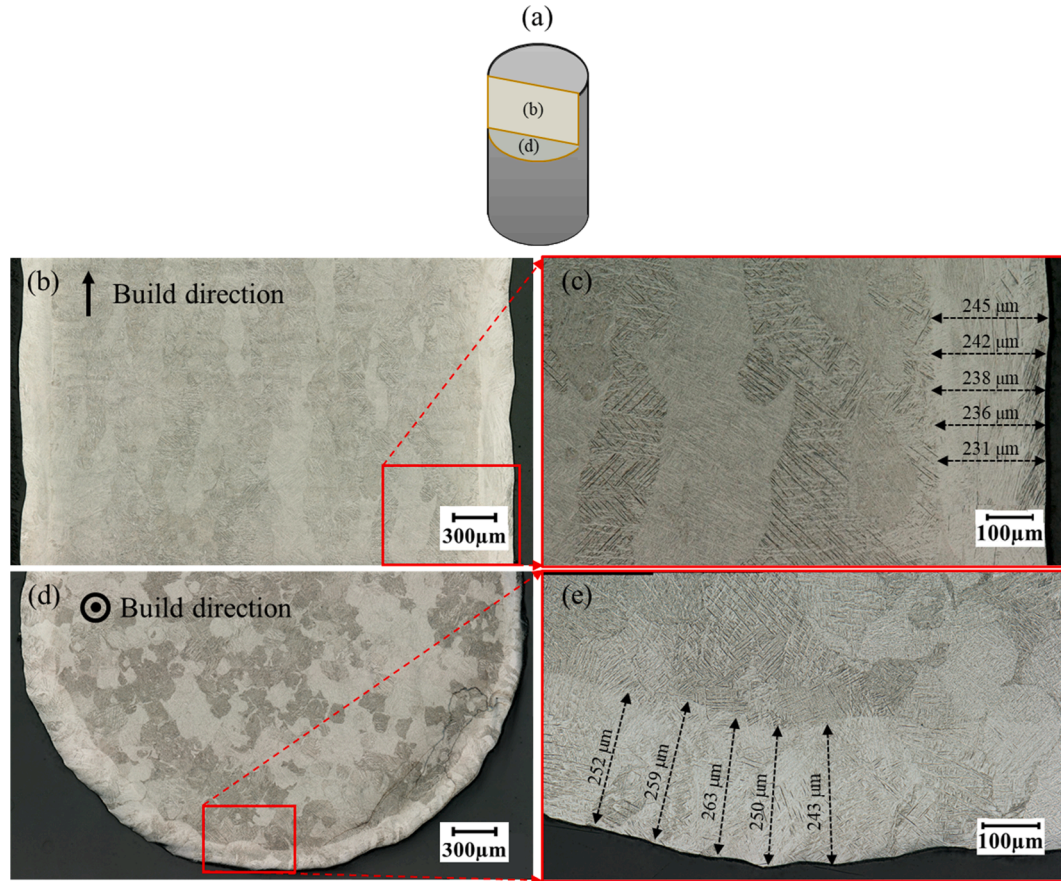 (a)
(b)
(d)
(b)
Build direction
300µm
(c)
245 µm
242 µm
238 µm
236 µm
231 µm
100µm
(d)
Build direction
300µm
(e)
252 µm
259 µm
263 µm
250 µm
243 µm
100µm